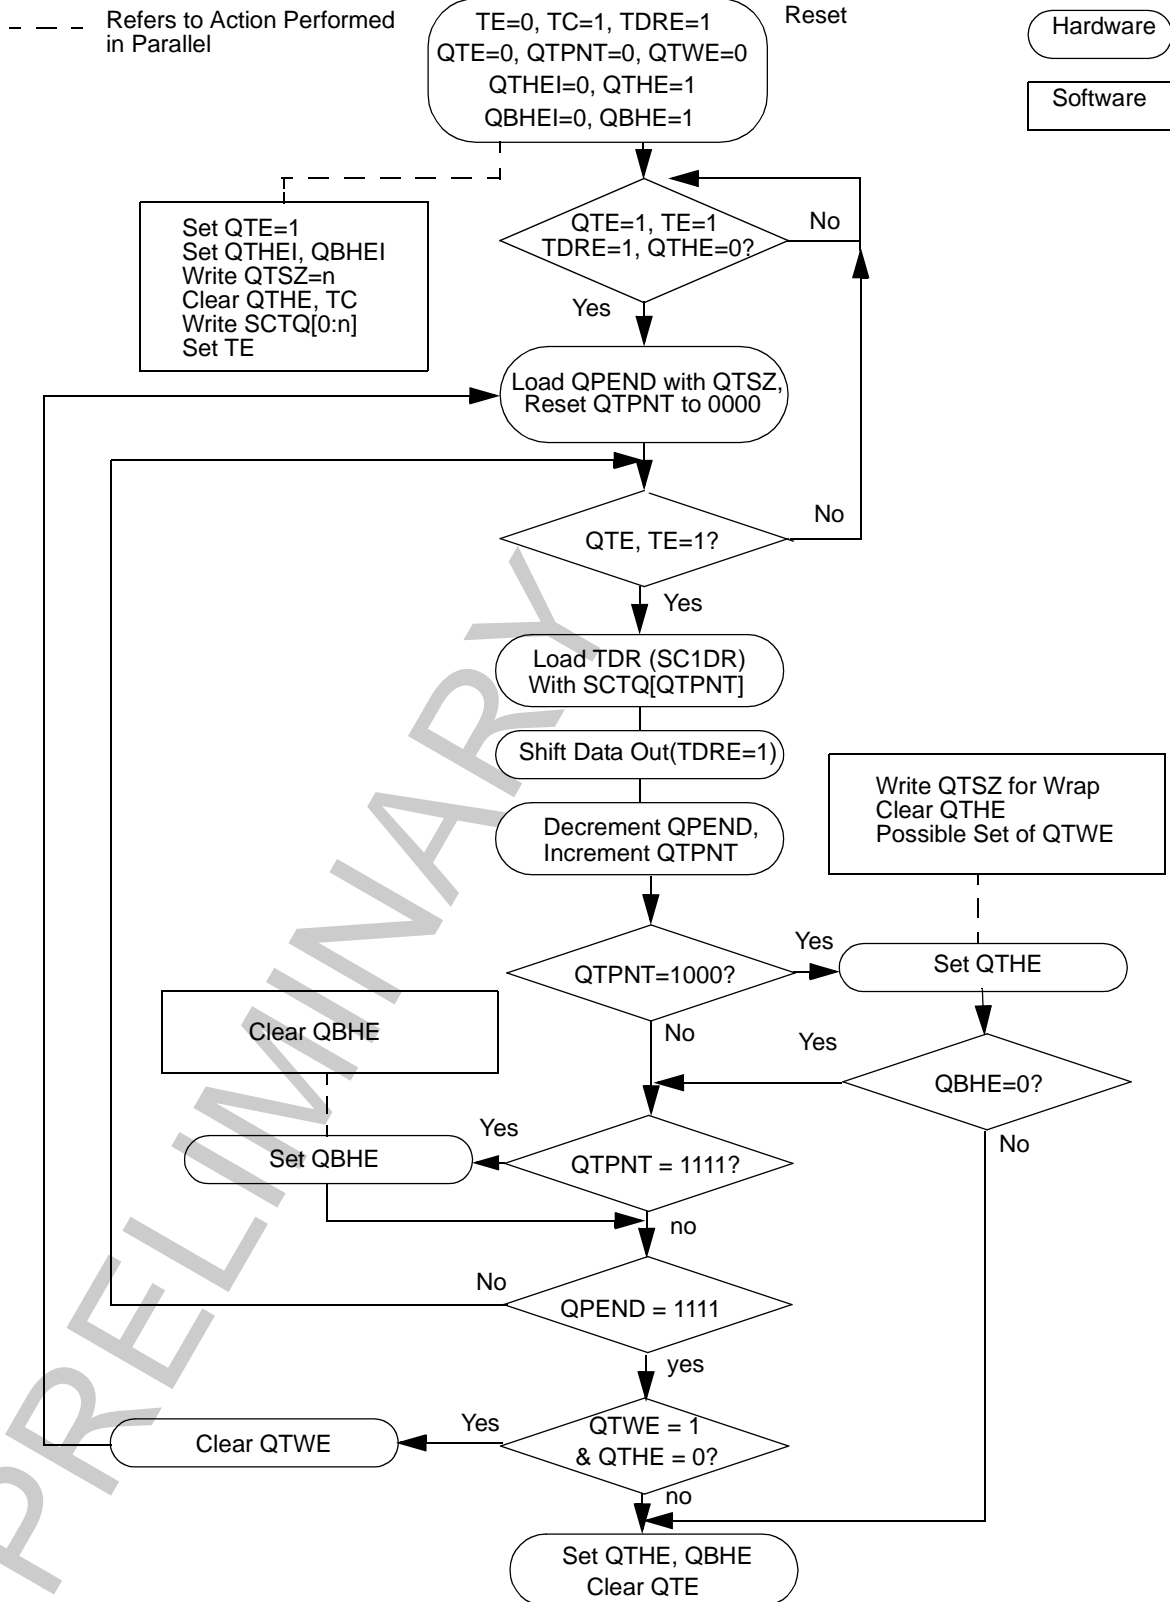 Refers to Action Performed
in Parallel
TE=0, TC=1, TDRE=1
QTE=0, QTPNT=0, QTWE=0
QTHEI=0, QTHE=1
QBHEI=0, QBHE=1
Reset
Hardware
Software
Set QTE=1
Set QTHEI, QBHEI
Write QTSZ=n
Clear QTHE, TC
Write SCTQ[0:n]
Set TE
QTE=1, TE=1
TDRE=1, QTHE=0?
No
Yes
Load QPEND with QTSZ,
Reset QTPNT to 0000
QTE, TE=1?
No
Yes
Load TDR (SC1DR)
With SCTQ[QTPNT]
Shift Data Out(TDRE=1)
Decrement QPEND,
Increment QTPNT
Write QTSZ for Wrap
Clear QTHE
Possible Set of QTWE
QTPNT=1000?
Yes
Set QTHE
No
Clear QBHE
Yes
QBHE=0?
No
Set QBHE
Yes
QTPNT = 1111?
no
No
QPEND = 1111
yes
Clear QTWE
Yes
QTWE = 1
& QTHE = 0?
no
Set QTHE, QBHE
Clear QTE
PRELIMINARY